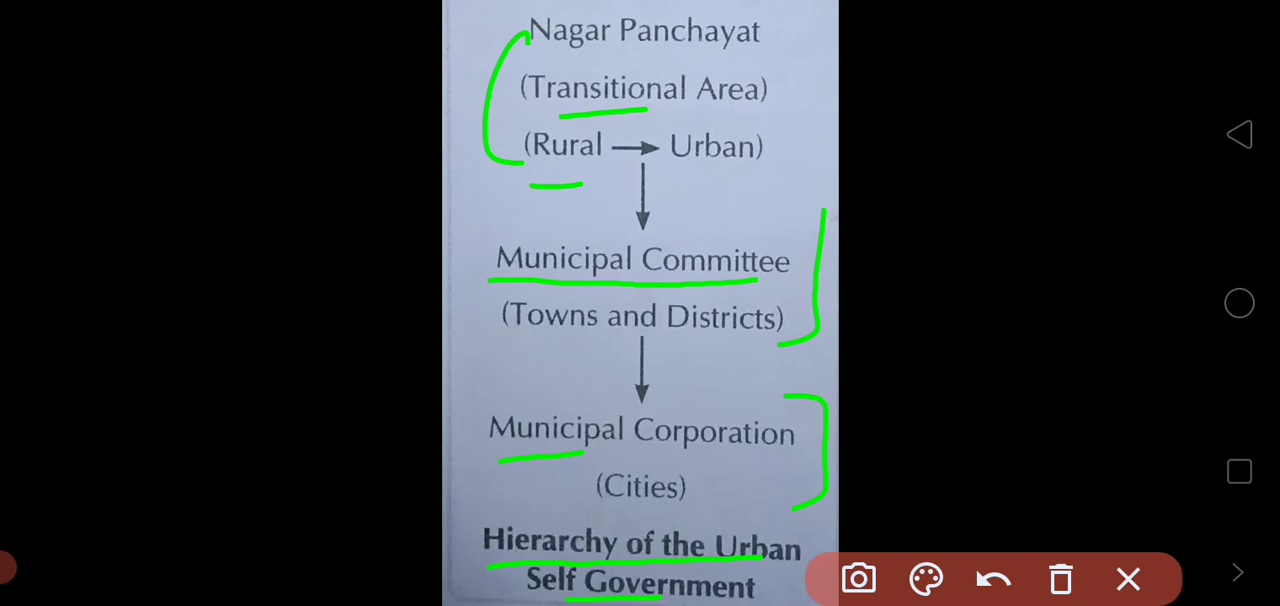 Nagar Panchayat
(Transitional Area)
(Rural → Urban)
Municipal Committee
(Towns and Districts)
Municipal Corporation
(Cities)
Hierarchy of the Urban
Self Government